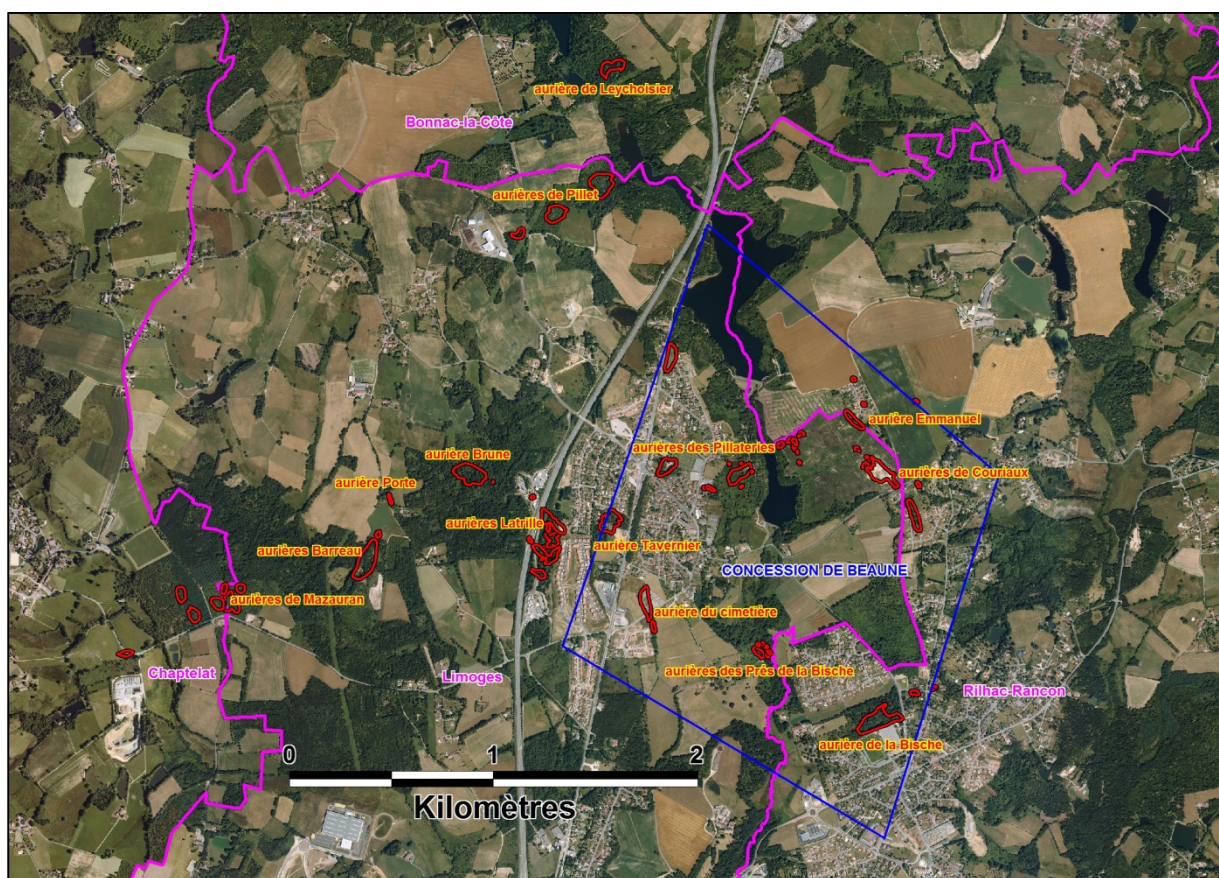 aurière de Leychoisier
Bonnac-la-Côte
aurières de Pillet
aurière Emmanuel
aurières des Pillateries
aurière Brune
aurières de Couriaux
aurière Porte
aurières Latrille
aurière Tavernier
aurières Barreau
CONCESSION DE BEAUNE
aurières de Mazauran
aurière du cimetière
Chaptelat
Limoges
aurières des Prés de la Bische
Rilhac-Rancon
aurière de la Bische
0 1 2
Kilomètres